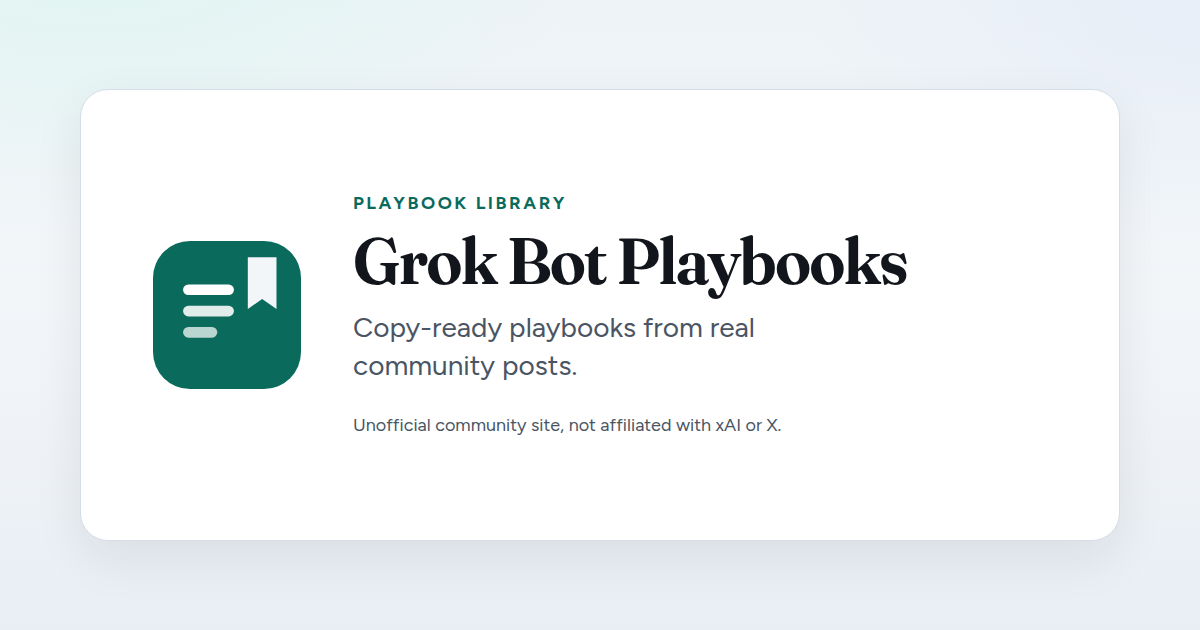 PLAYBOOK LIBRARY
Grok Bot Playbooks
Copy-ready playbooks from real
community posts.
Unofficial community site, not affiliated with xAI or X.